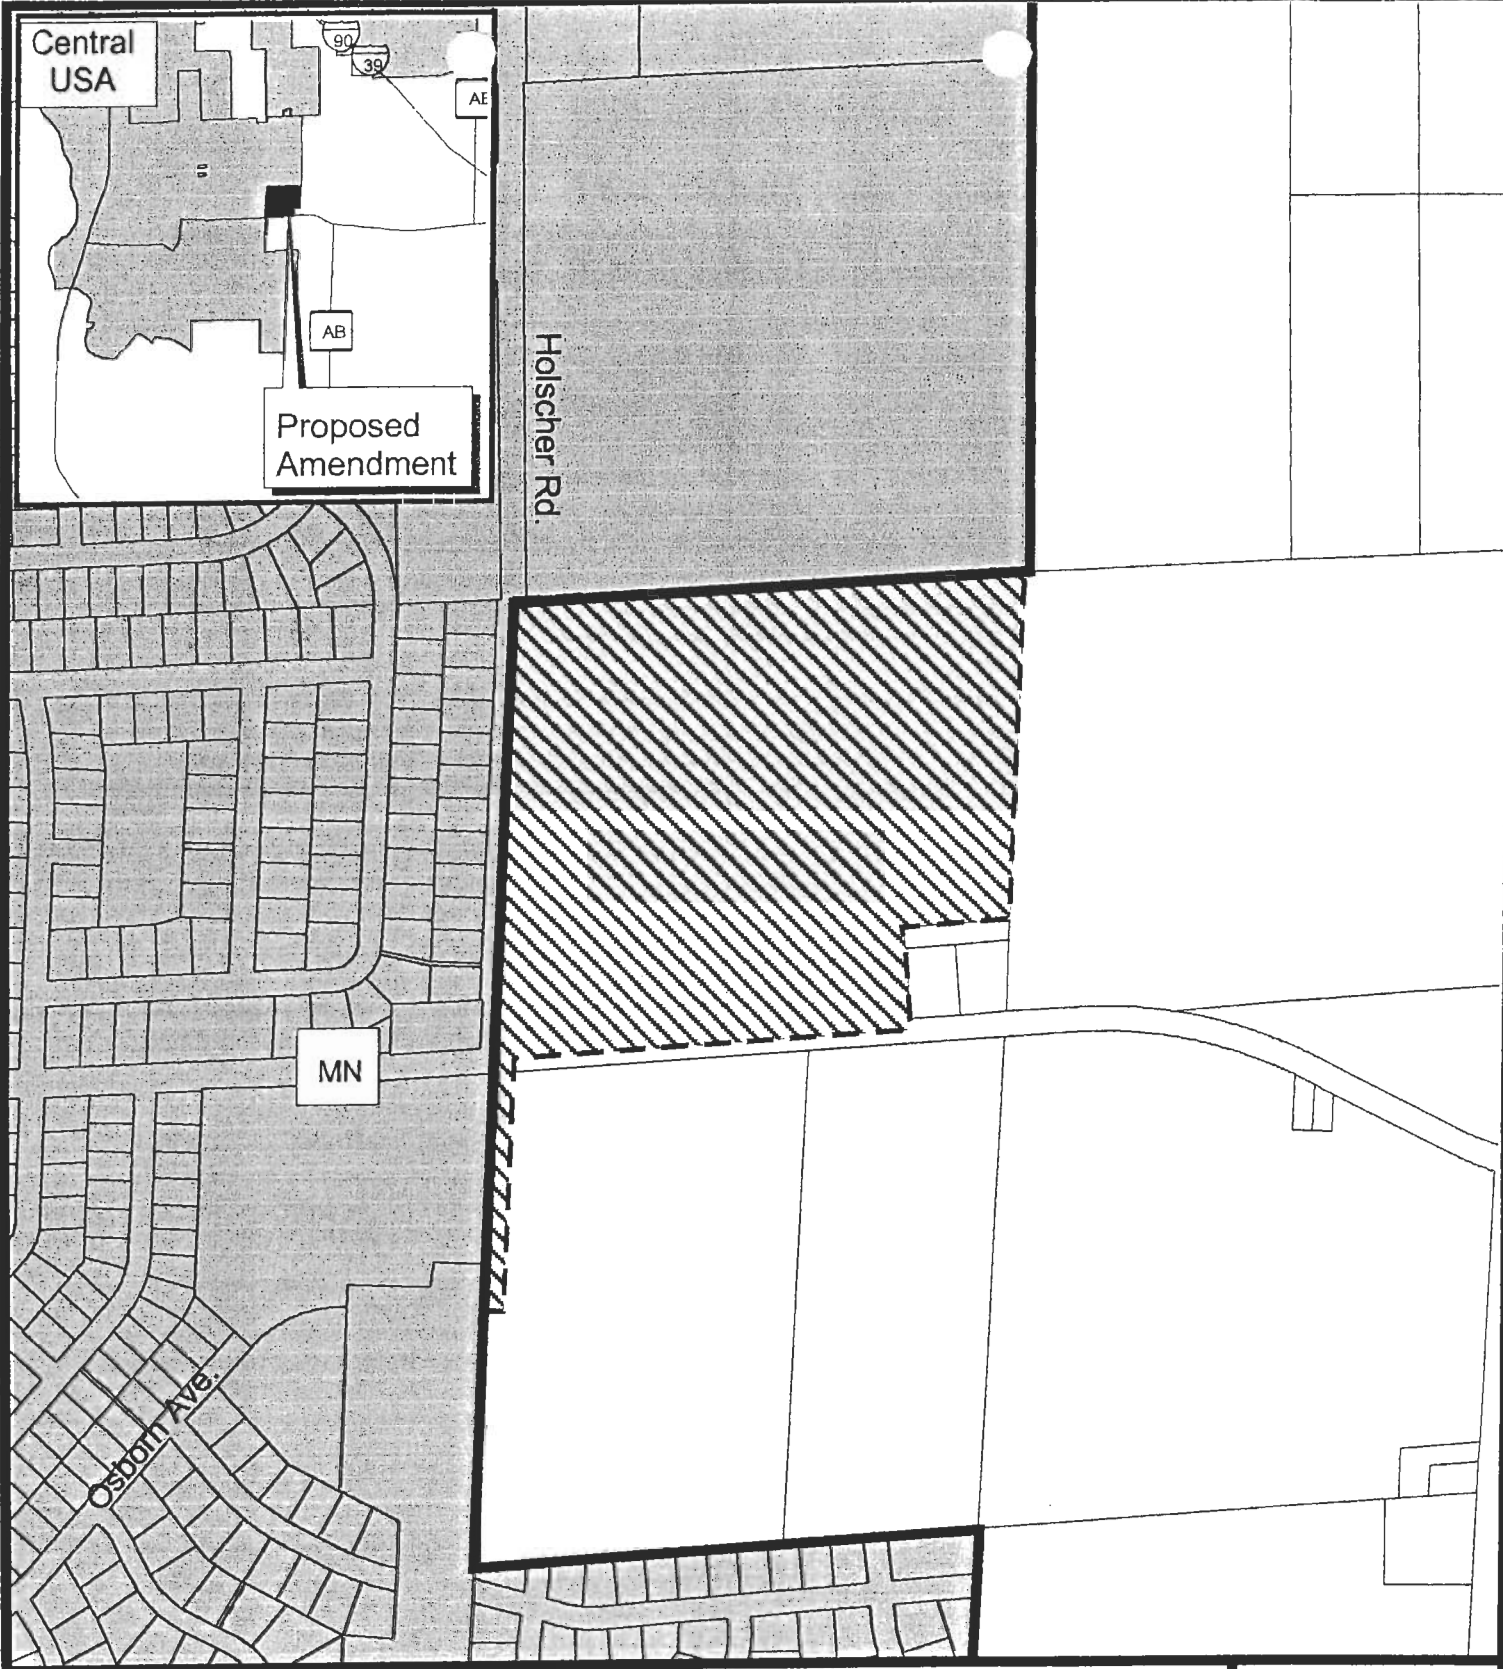 Central
USA
90
39
AB
AB
Proposed
Amendment
Holscher Rd.
MN
Osborn Ave.